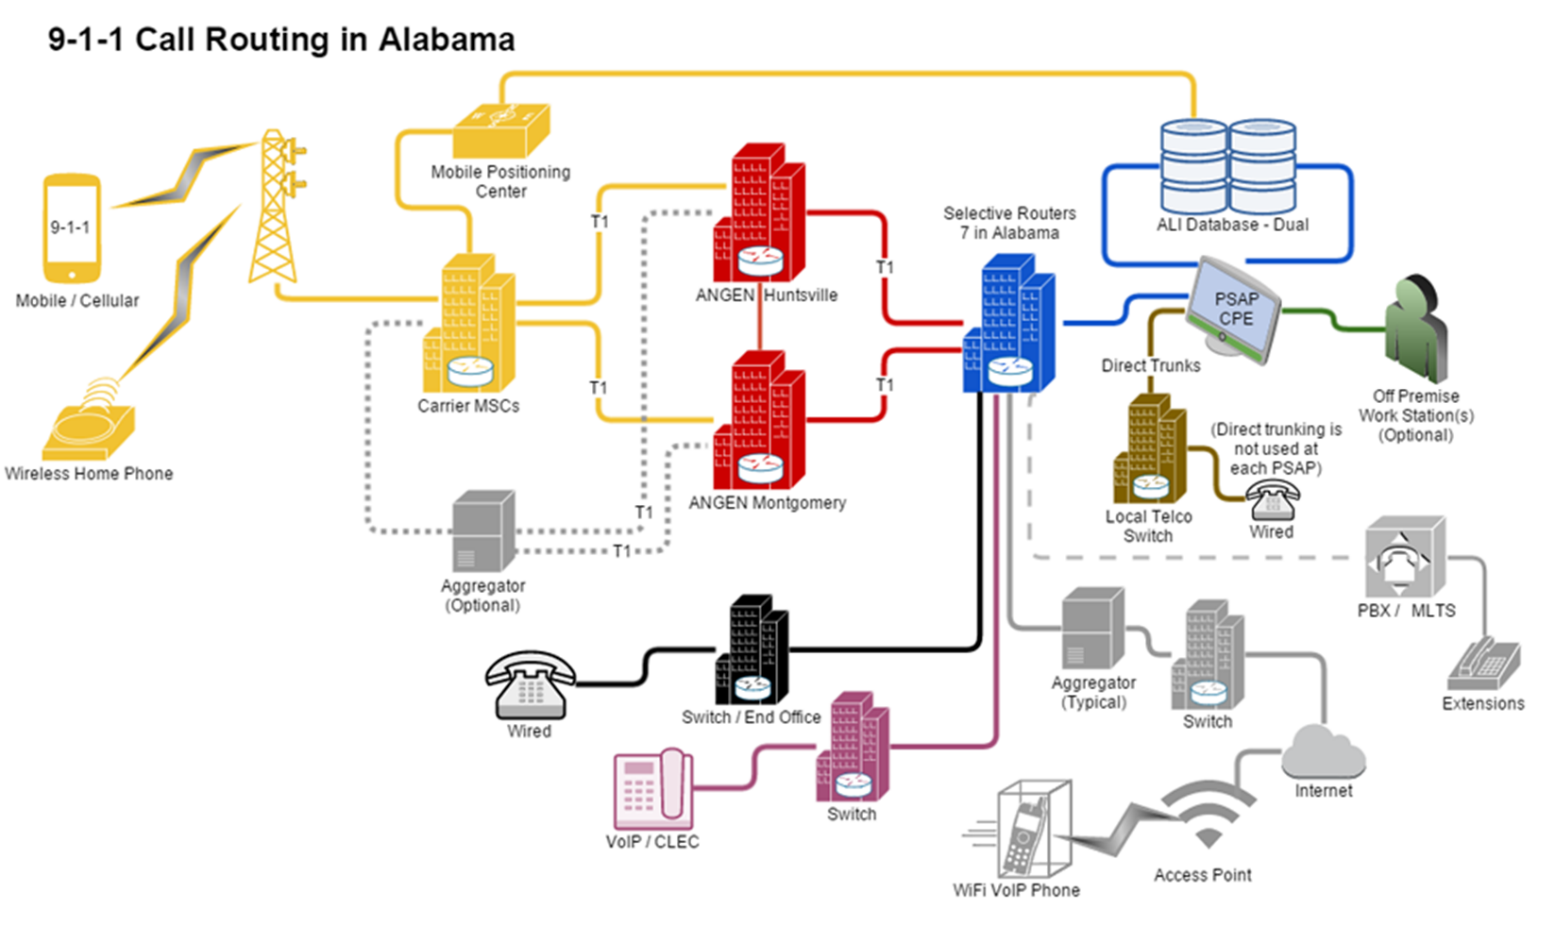 9-1-1 Call Routing in Alabama
Mobile Positioning
Center
9-1-1
Mobile / Cellular
Wireless Home Phone
Carrier MSCs
T1
T1
Aggregator
(Optional)
T1
T1
ANGEN Huntsville
ANGEN Montgomery
T1
T1
Selective Routers
7 in Alabama
ALI Database - Dual
PSAP
CPE
Direct Trunks
Off Premise
Work Station(s)
(Optional)
(Direct trunking is
not used at
each PSAP)
Local Telco
Switch
Wired
PBX / MLTS
Extensions
Aggregator
(Typical)
Switch
Internet
Access Point
WiFi VoIP Phone
Wired
Switch / End Office
VoIP / CLEC
Switch